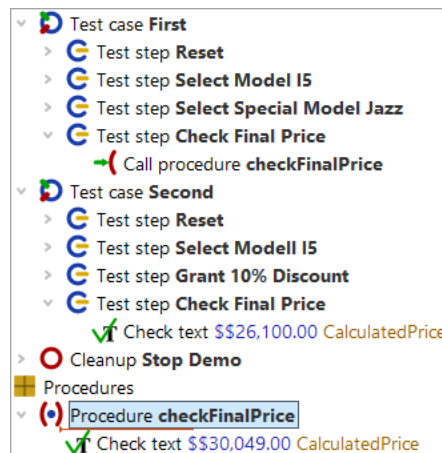 Test case First
Test step Reset
Test step Select Model I5
Test step Select Special Model Jazz
Test step Check Final Price
Call procedure checkFinalPrice
Test case Second
Test step Reset
Test step Select Modell I5
Test step Grant 10% Discount
Test step Check Final Price
Check text $$26,100.00 CalculatedPrice
Cleanup Stop Demo
Procedures
Procedure checkFinalPrice
Check text $$30,049.00 CalculatedPrice